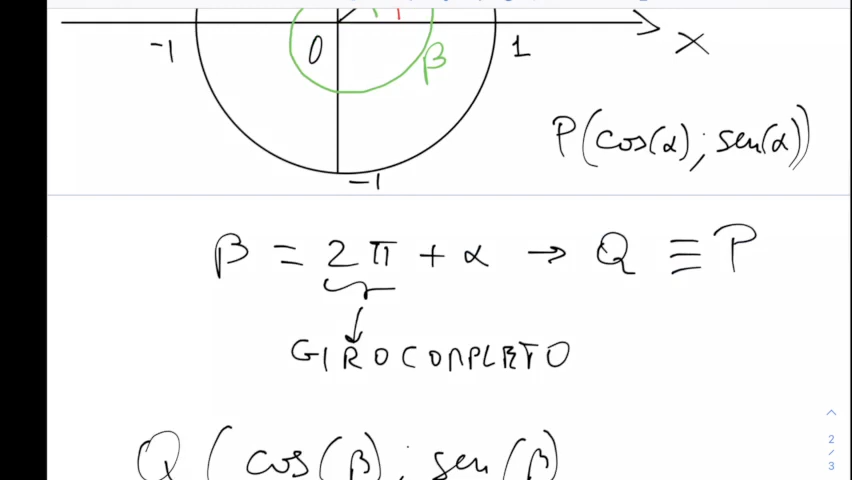 -1 0 β 1 X
P(cos(α); sen(α))
-1
β = 2π + α → Q ≡ P
GIRO COMPLETO
Q (cos(β); sen(β)
2
/
3